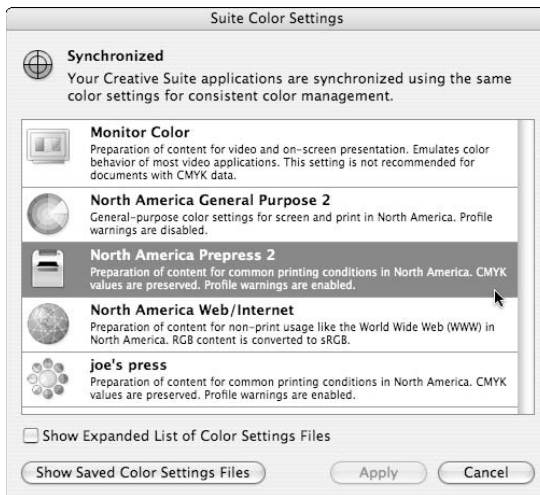 Suite Color Settings
Synchronized
Your Creative Suite applications are synchronized using the same
color settings for consistent color management.
Monitor Color
Preparation of content for video and on-screen presentation. Emulates color
behavior of most video applications. This setting is not recommended for
documents with CMYK data.
North America General Purpose 2
General-purpose color settings for screen and print in North America. Profile
warnings are disabled.
North America Prepress 2
Preparation of content for common printing conditions in North America. CMYK
values are preserved. Profile warnings are enabled.
North America Web/Internet
Preparation of content for non-print usage like the World Wide Web (WWW) in
North America. RGB content is converted to sRGB.
joe's press
Preparation of content for common printing conditions in North America. CMYK
values are preserved. Profile warnings are enabled.
Show Expanded List of Color Settings Files
Show Saved Color Settings Files
Apply
Cancel